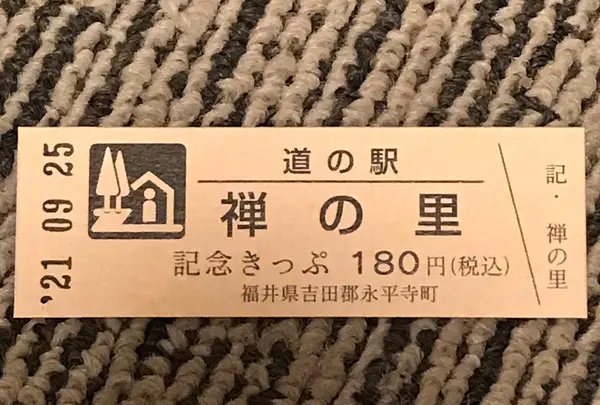 '21 09 25
道の駅
禅の里
記念きっぷ 180円(税込)
福井県吉田郡永平寺町
記・禅の里